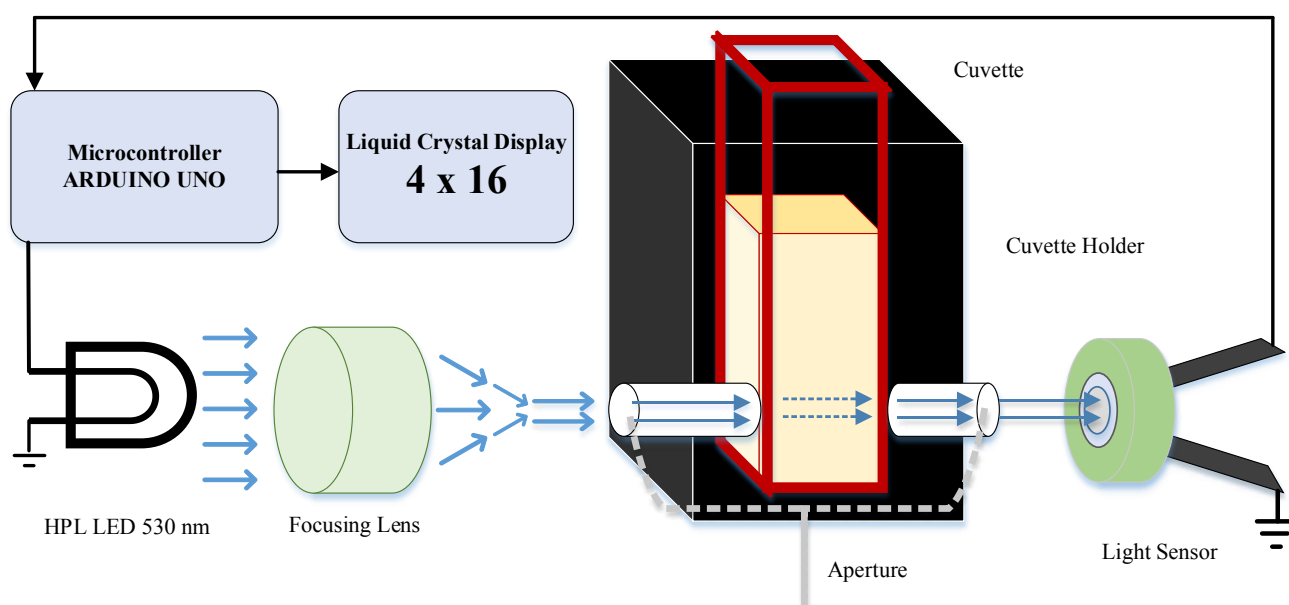 Cuvette
Microcontroller
ARDUINO UNO
Liquid Crystal Display
4 x 16
Cuvette Holder
HPL LED 530 nm
Focusing Lens
Light Sensor
Aperture